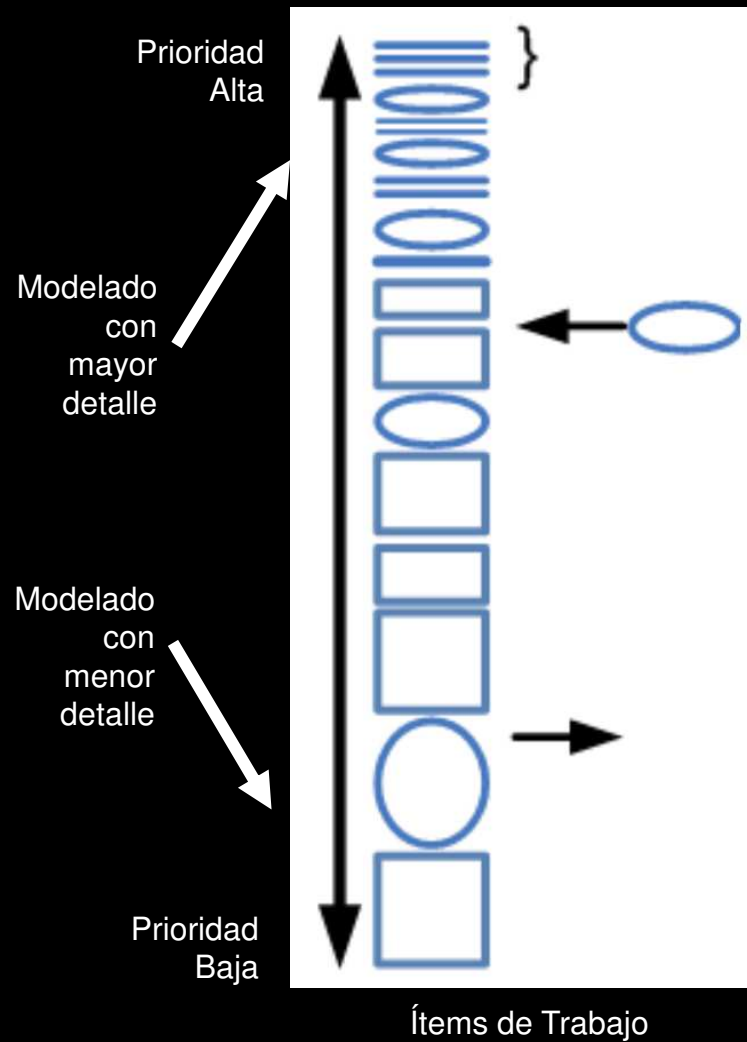 Prioridad
Alta
}
Modelado
con
mayor
detalle
Modelado
con
menor
detalle
Prioridad
Baja
Ítems de Trabajo